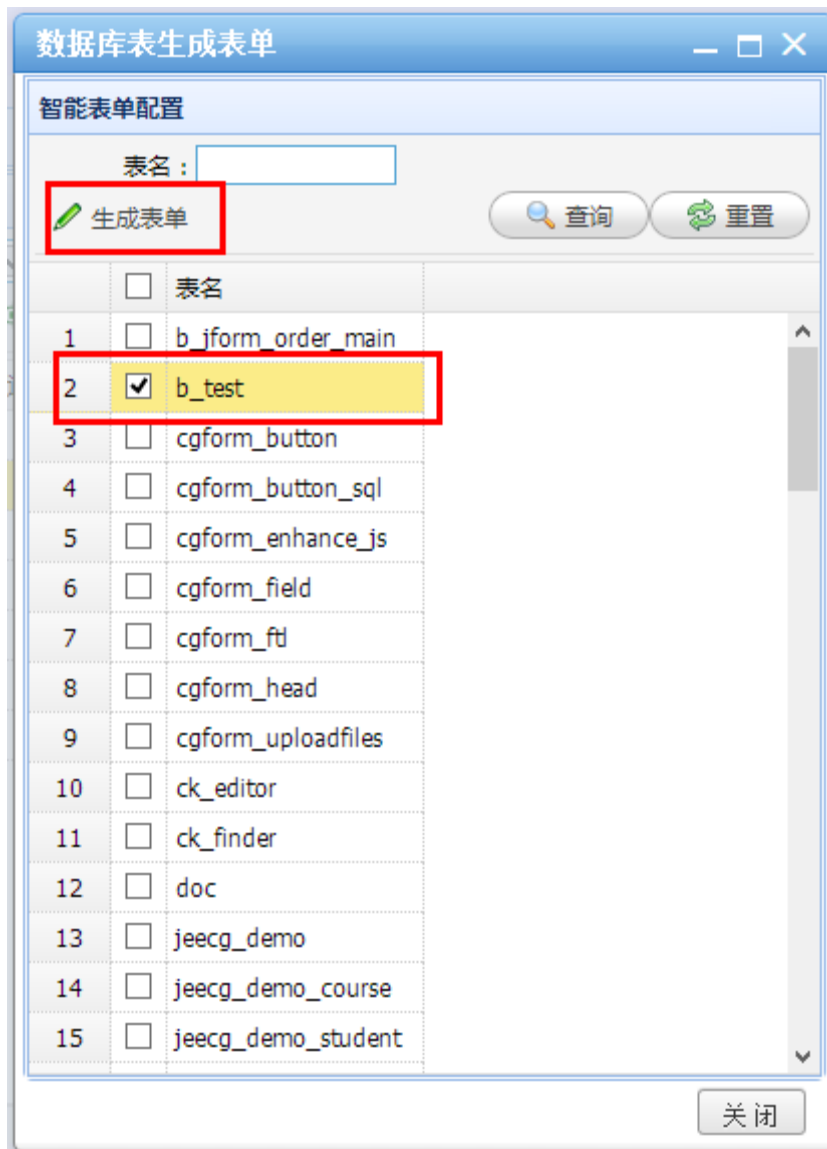 数据库表生成表单
智能表单配置
表名：
生成表单 查询 重置
表名
1 b_jform_order_main
2 b_test
3 cgform_button
4 cgform_button_sql
5 cgform_enhance_js
6 cgform_field
7 cgform_ftl
8 cgform_head
9 cgform_uploadfiles
10 ck_editor
11 ck_finder
12 doc
13 jeecg_demo
14 jeecg_demo_course
15 jeecg_demo_student
关闭